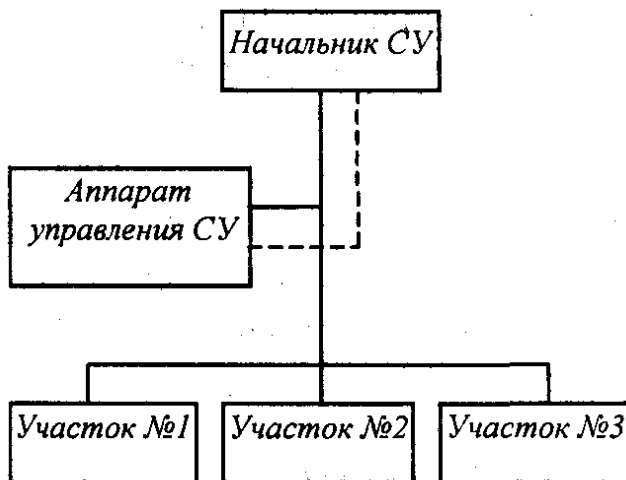 Начальник СУ
Аппарат
управления СУ
Участок №1
Участок №2
Участок №3